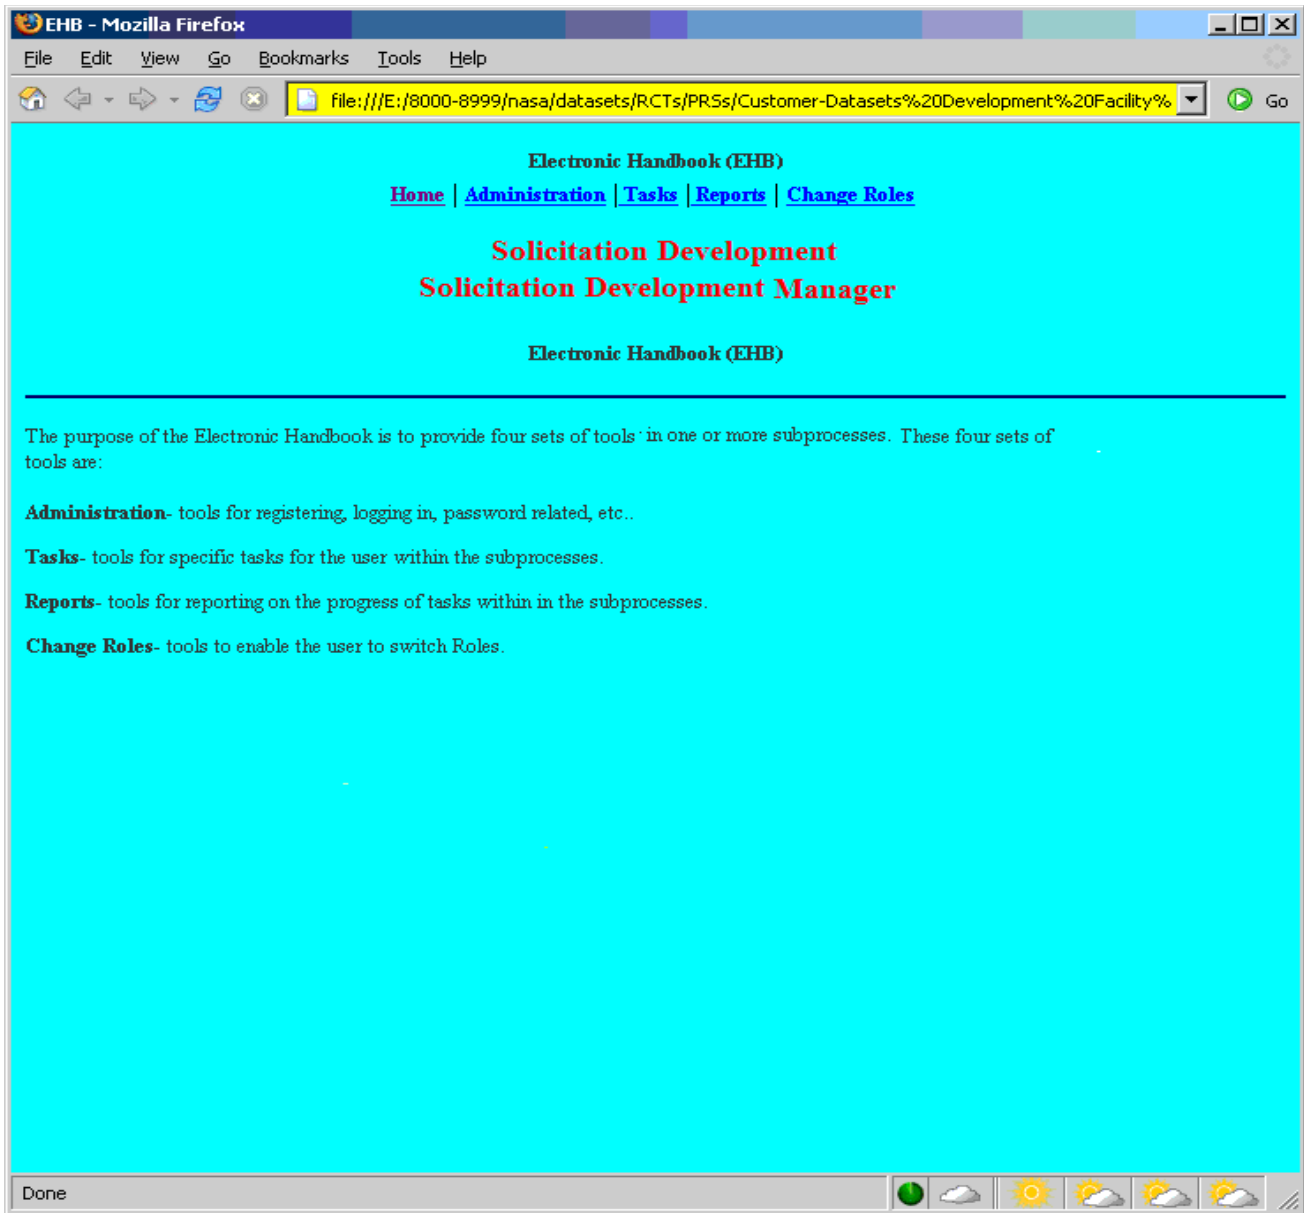 EHB - Mozilla Firefox
File Edit View Go Bookmarks Tools Help
file:///E:/8000-8999/nasa/datasets/RCTs/PRSs/Customer-Datasets%20Development%20Facility% Go
Electronic Handbook (EHB)
Home | Administration | Tasks | Reports | Change Roles
Solicitation Development
Solicitation Development Manager
Electronic Handbook (EHB)
The purpose of the Electronic Handbook is to provide four sets of tools in one or more subprocesses. These four sets of
tools are:
Administration- tools for registering, logging in, password related, etc..
Tasks- tools for specific tasks for the user within the subprocesses.
Reports- tools for reporting on the progress of tasks within in the subprocesses.
Change Roles- tools to enable the user to switch Roles.
Done